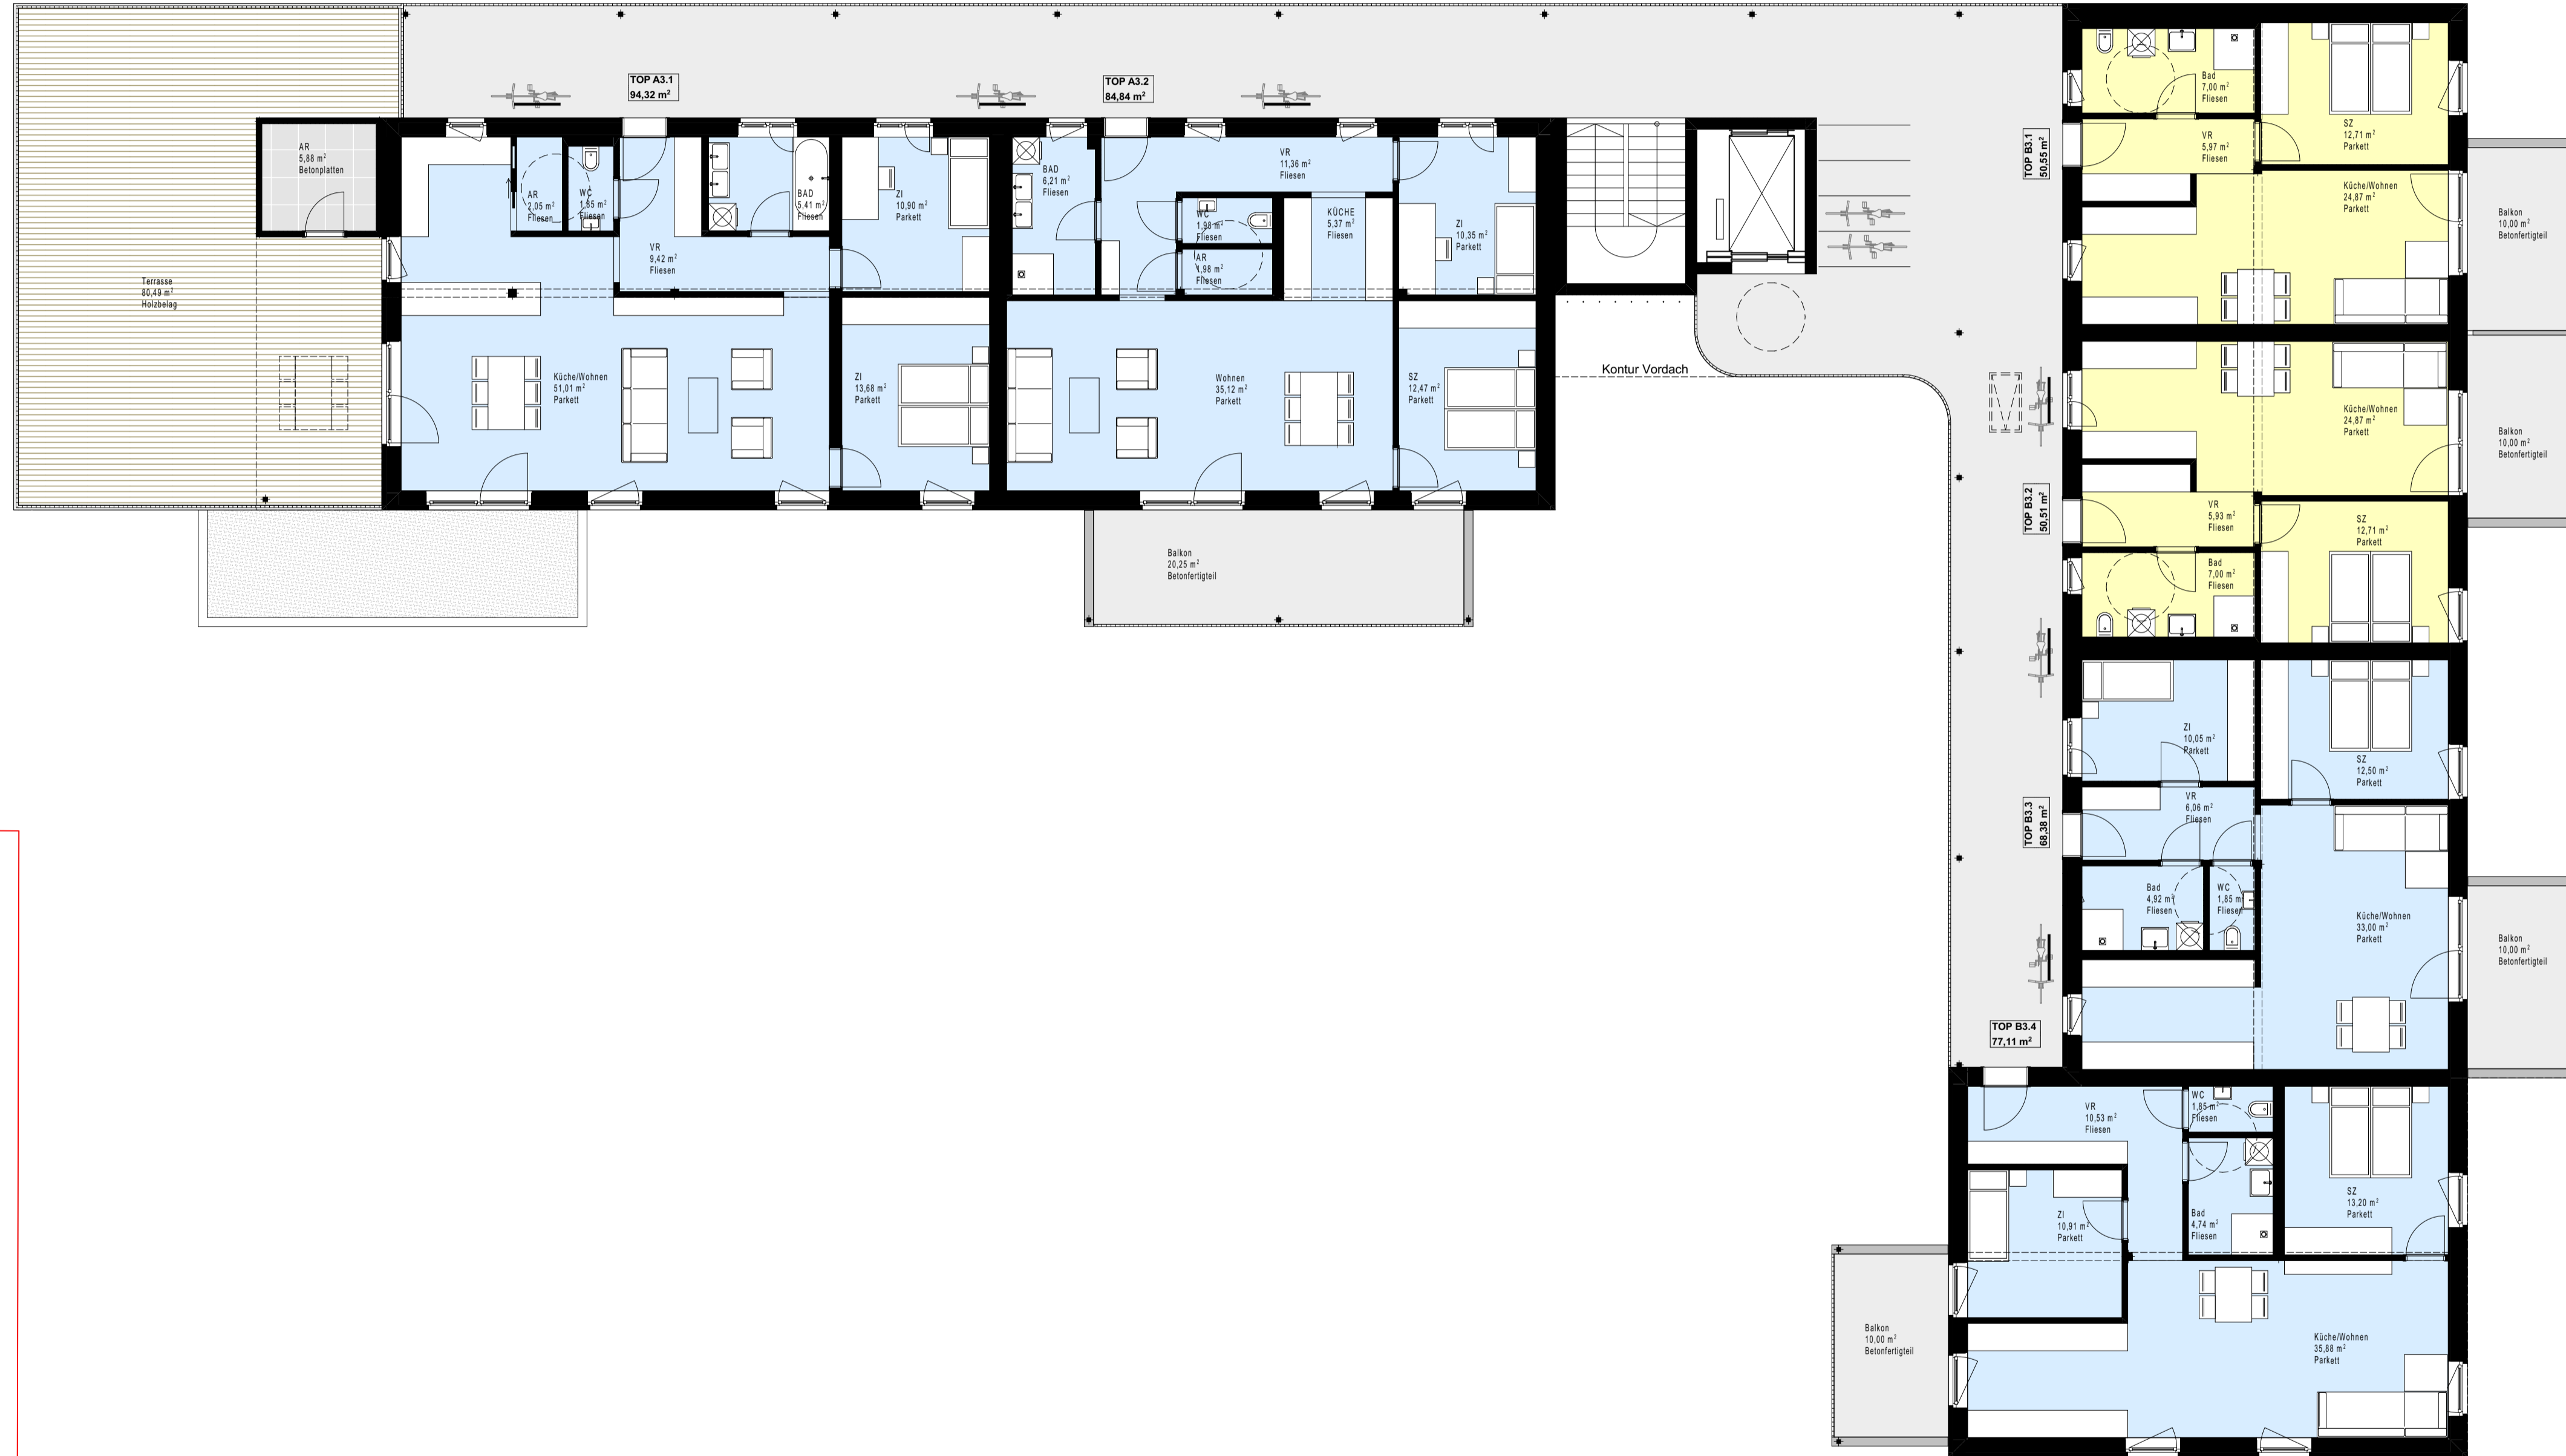 TOP A3.1
94,32 m²
TOP A3.2
84,84 m²
AR
5,88 m²
Betonplatten
Terrasse
80,49 m²
Holzbelag
AR
2,05 m²
Fliesen
WC
1,85 m²
Fliesen
VR
9,42 m²
Fliesen
BAD
5,41 m²
Fliesen
ZI
10,90 m²
Parkett
Küche/Wohnen
51,01 m²
Parkett
ZI
13,68 m²
Parkett
BAD
6,21 m²
Fliesen
VR
11,36 m²
Fliesen
WC
1,98 m²
Fliesen
AR
1,98 m²
Fliesen
KÜCHE
5,37 m²
Fliesen
ZI
10,35 m²
Parkett
Wohnen
35,12 m²
Parkett
SZ
12,47 m²
Parkett
Balkon
20,25 m²
Betonfertigteil
Kontur Vordach
TOP B3.1
50,55 m²
Bad
7,00 m²
Fliesen
SZ
12,71 m²
Parkett
VR
5,97 m²
Fliesen
Küche/Wohnen
24,87 m²
Parkett
Balkon
10,00 m²
Betonfertigteil
TOP B3.2
50,51 m²
Küche/Wohnen
24,87 m²
Parkett
Balkon
10,00 m²
Betonfertigteil
VR
5,93 m²
Fliesen
SZ
12,71 m²
Parkett
Bad
7,00 m²
Fliesen
TOP B3.3
68,38 m²
ZI
10,05 m²
Parkett
SZ
12,50 m²
Parkett
VR
6,06 m²
Fliesen
Bad
4,92 m²
Fliesen
WC
1,85 m
Fliesen
Küche/Wohnen
33,00 m²
Parkett
Balkon
10,00 m²
Betonfertigteil
TOP B3.4
77,11 m²
VR
10,53 m²
Fliesen
WC
1,85 m²
Fliesen
ZI
10,91 m²
Parkett
Bad
4,74 m²
Fliesen
SZ
13,20 m²
Parkett
Balkon
10,00 m²
Betonfertigteil
Küche/Wohnen
35,88 m²
Parkett